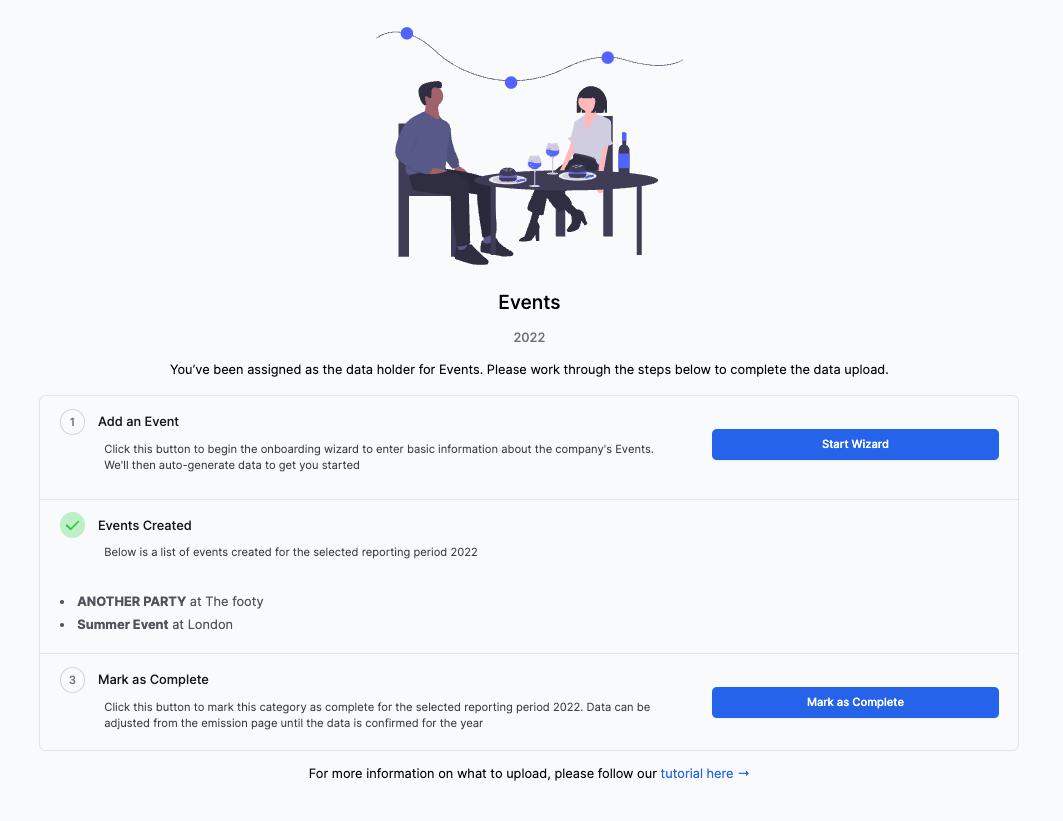 Events
2022
You’ve been assigned as the data holder for Events. Please work through the steps below to complete the data upload.
1
Add an Event
Click this button to begin the onboarding wizard to enter basic information about the company's Events.
We'll then auto-generate data to get you started
Start Wizard
Events Created
Below is a list of events created for the selected reporting period 2022
• ANOTHER PARTY at The footy
• Summer Event at London
3
Mark as Complete
Click this button to mark this category as complete for the selected reporting period 2022. Data can be
adjusted from the emission page until the data is confirmed for the year
Mark as Complete
For more information on what to upload, please follow our tutorial here →